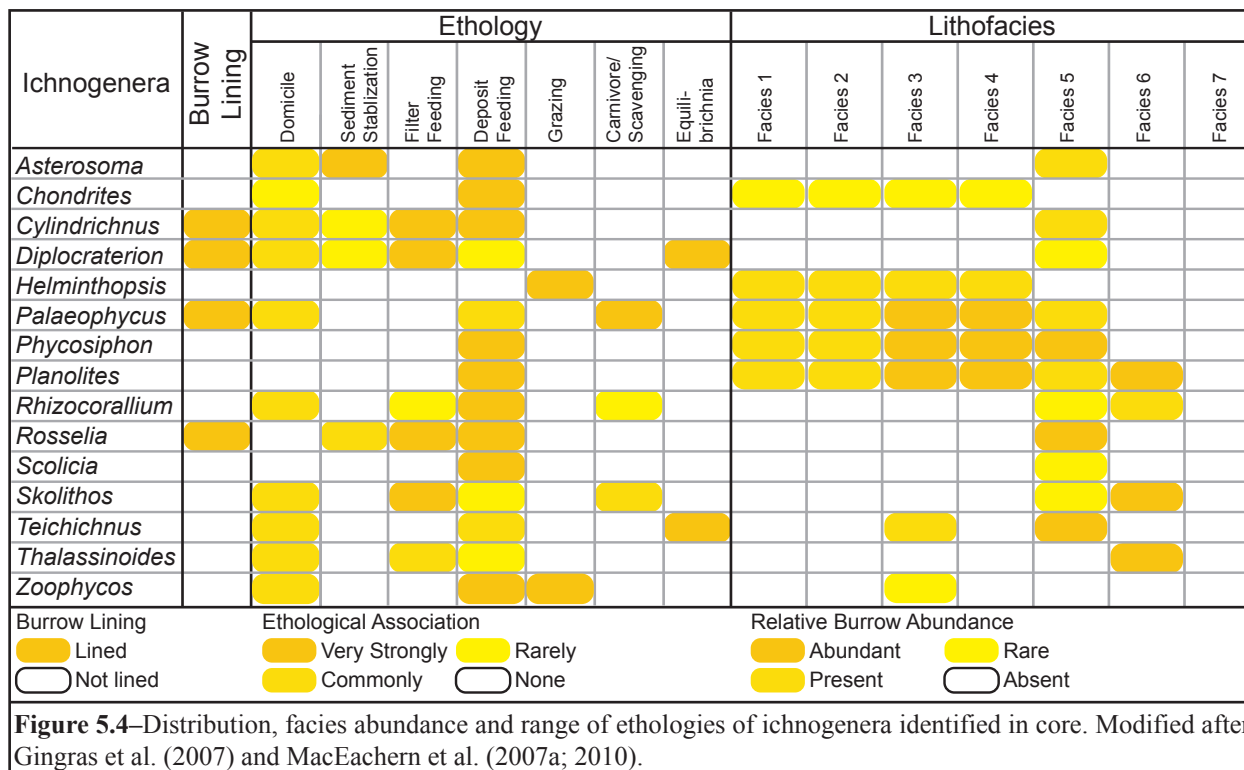 Ichnogenera
Burrow
Lining
Ethology
Lithofacies
Domicile
Sediment
Stablization
Filter
Feeding
Deposit
Feeding
Grazing
Carnivore/
Scavenging
Equili-
brichnia
Facies 1
Facies 2
Facies 3
Facies 4
Facies 5
Facies 6
Facies 7
Asterosoma
Chondrites
Cylindrichnus
Diplocraterion
Helminthopsis
Palaeophycus
Phycosiphon
Planolites
Rhizocorallium
Rosselia
Scolicia
Skolithos
Teichichnus
Thalassinoides
Zoophycos
Burrow Lining
Lined
Not lined
Ethological Association
Very Strongly
Rarely
Commonly
None
Relative Burrow Abundance
Abundant
Rare
Present
Absent
Figure 5.4–Distribution, facies abundance and range of ethologies of ichnogenera identified in core. Modified after
Gingras et al. (2007) and MacEachern et al. (2007a; 2010).